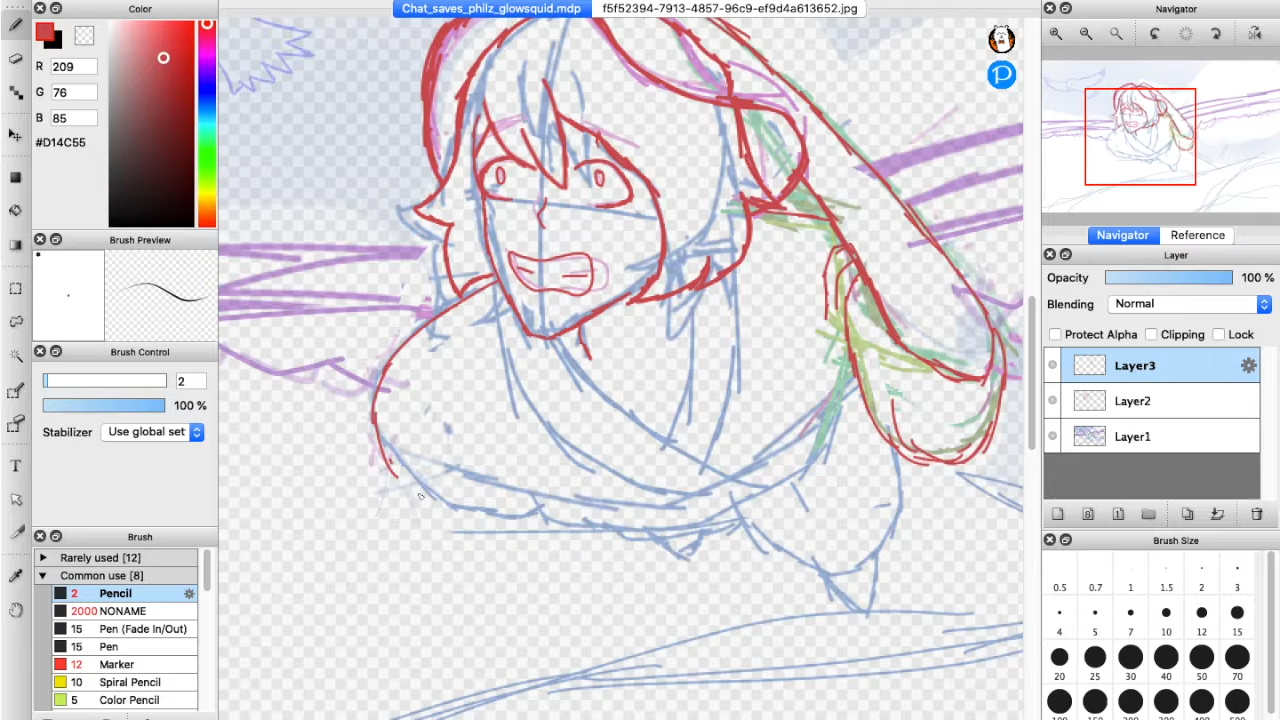 Color
R 209
G 76
B 85
#D14C55
Brush Preview
Brush Control
2
100 %
Stabilizer Use global set
Brush
Rarely used [12]
Common use [8]
2 Pencil
2000 NONAME
15 Pen (Fade In/Out)
15 Pen
12 Marker
10 Spiral Pencil
5 Color Pencil
Chat_saves_philz_glowsquid.mdp
f5f52394-7913-4857-96c9-ef9d4a613652.jpg
P
Navigator
Navigator Reference
Layer
Opacity 100 %
Blending Normal
Protect Alpha Clipping Lock
Layer3
Layer2
Layer1
8 1
Brush Size
0.5 0.7 1 1.5 2 3
4 5 7 10 12 15
20 25 30 40 50 70